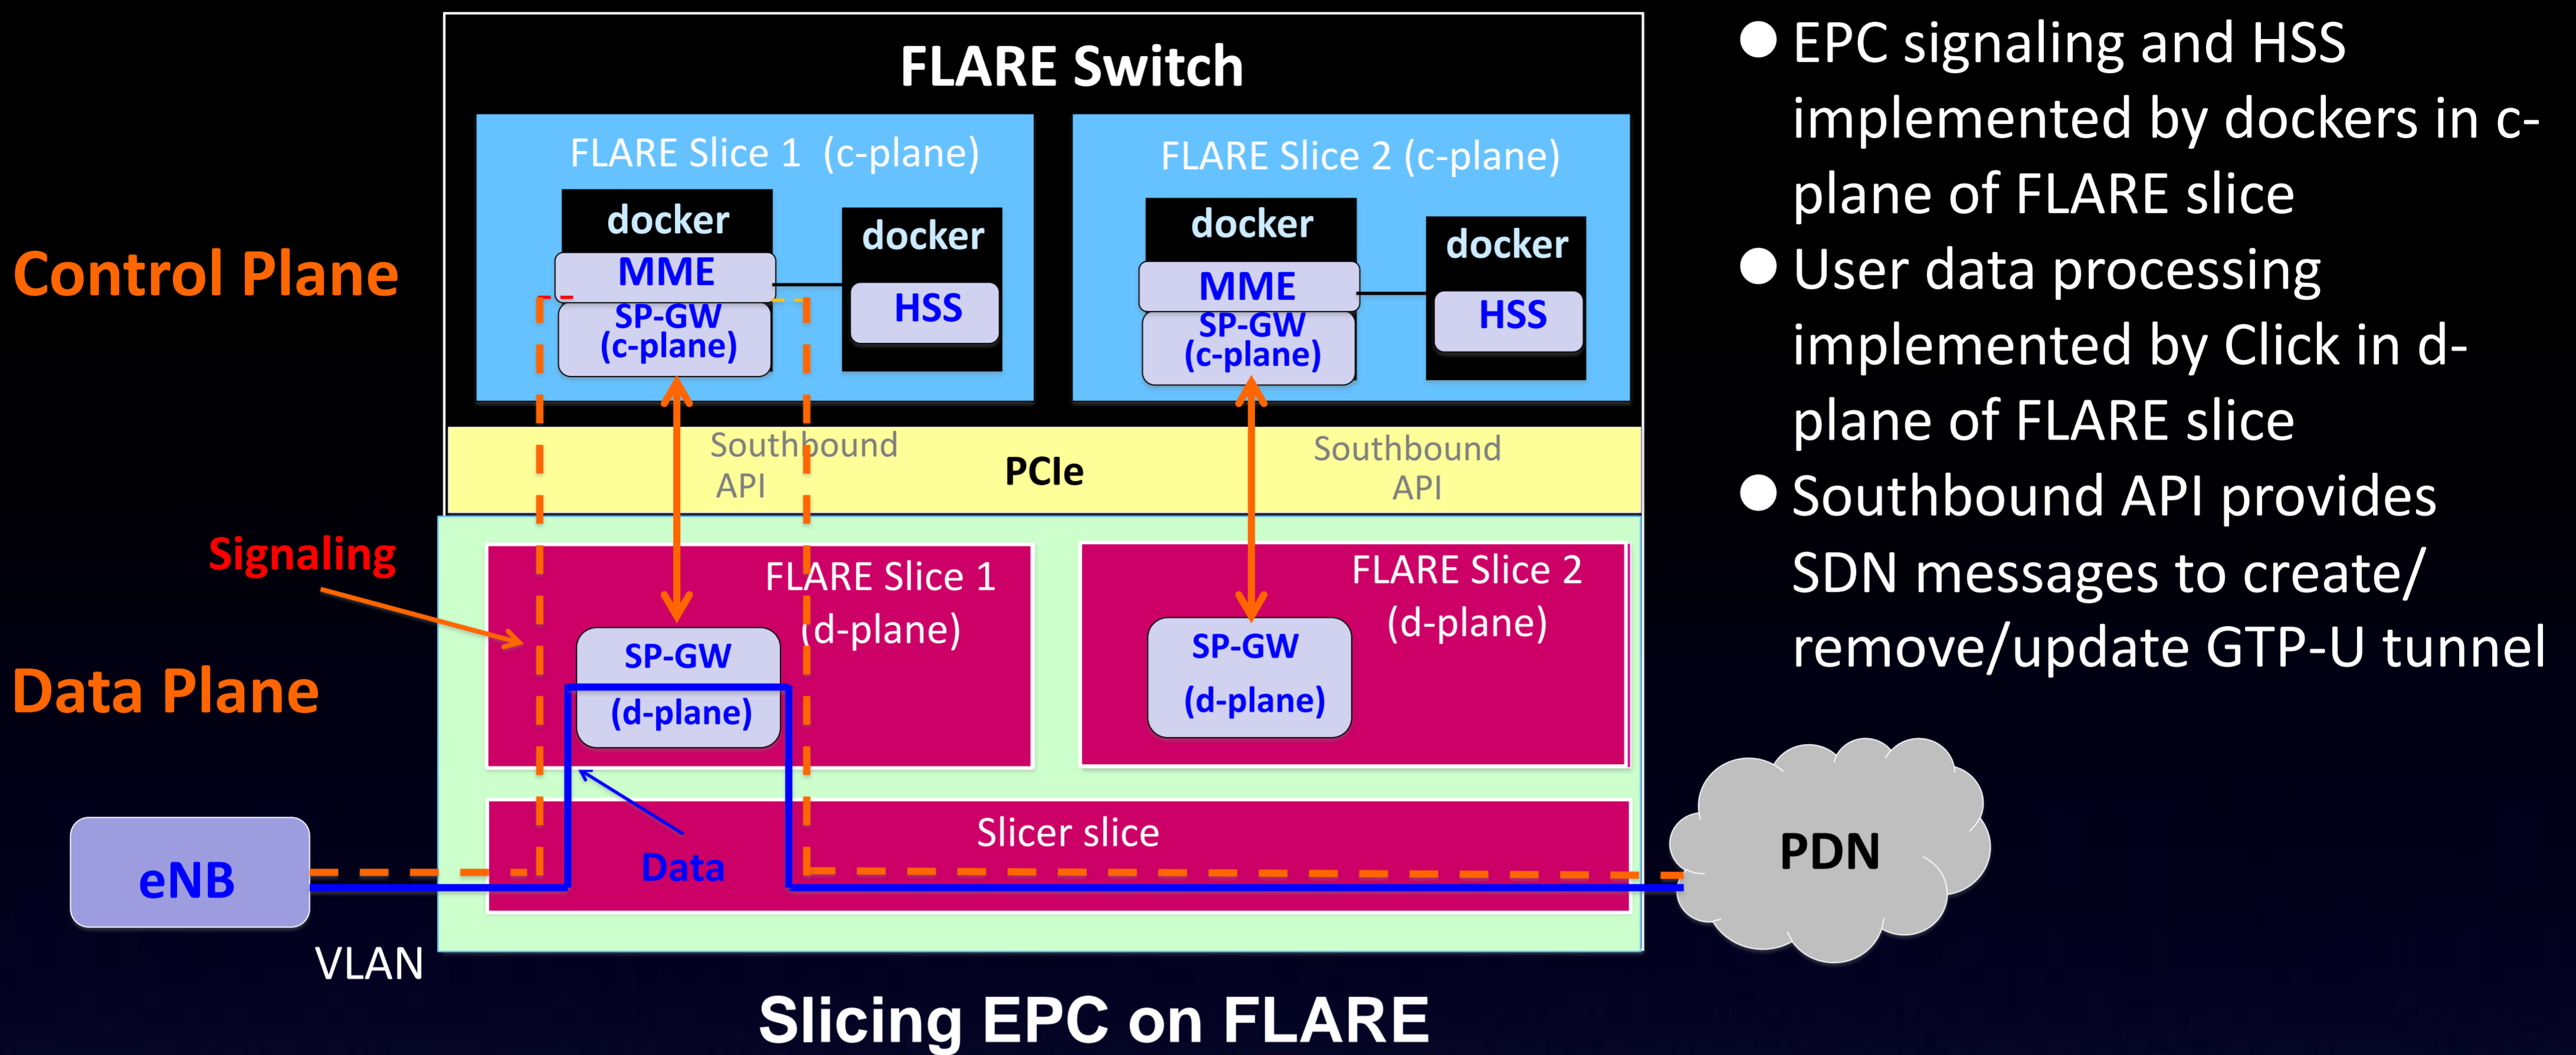 FLARE Switch
FLARE Slice 1 (c-plane)
docker
MME
SP-GW
(c-plane)
docker
HSS
FLARE Slice 2 (c-plane)
docker
MME
SP-GW
(c-plane)
docker
HSS
Control Plane
Southbound
API
PCIe
Southbound
API
Signaling
Data Plane
FLARE Slice 1
(d-plane)
SP-GW
(d-plane)
FLARE Slice 2
(d-plane)
SP-GW
(d-plane)
Slicer slice
Data
eNB
VLAN
PDN
Slicing EPC on FLARE
● EPC signaling and HSS
implemented by dockers in c-
plane of FLARE slice
● User data processing
implemented by Click in d-
plane of FLARE slice
● Southbound API provides
SDN messages to create/
remove/update GTP-U tunnel